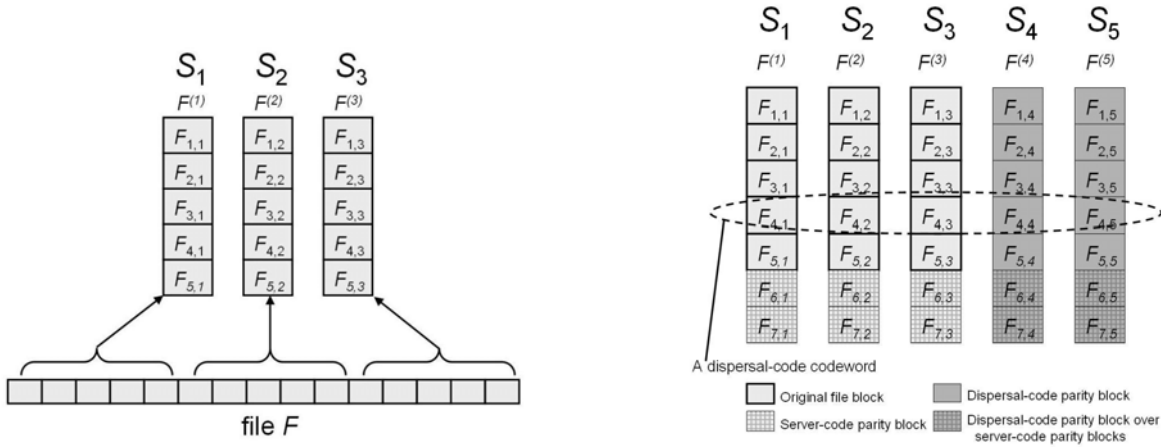 S1 S2 S3
F(1) F(2) F(3)
F1,1 F1,2 F1,3
F2,1 F2,2 F2,3
F3,1 F3,2 F3,3
F4,1 F4,2 F4,3
F5,1 F5,2 F5,3
file F
S1 S2 S3 S4 S5
F(1) F(2) F(3) F(4) F(5)
F1,1 F1,2 F1,3 F1,4 F1,5
F2,1 F2,2 F2,3 F2,4 F2,5
F3,1 F3,2 F3,3 F3,4 F3,5
F4,1 F4,2 F4,3 F4,4 F4,5
F5,1 F5,2 F5,3 F5,4 F5,5
F6,1 F6,2 F6,3 F6,4 F6,5
F7,1 F7,2 F7,3 F7,4 F7,5
A dispersal-code codeword
Original file block
Dispersal-code parity block
Server-code parity block
Dispersal-code parity block over
server-code parity blocks